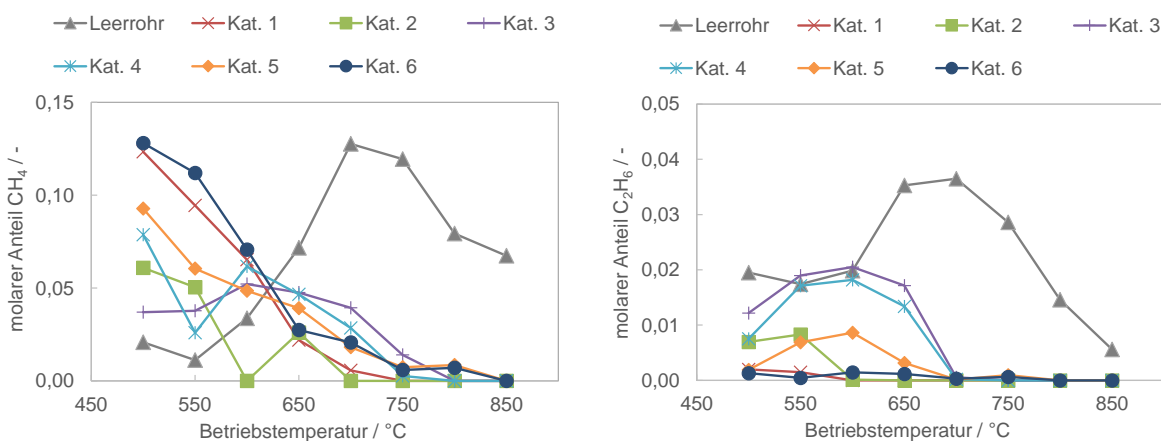 Leerrohr Kat. 1 Kat. 2 Kat. 3
Kat. 4 Kat. 5 Kat. 6
molarer Anteil CH4 / -
0,15
0,10
0,05
0,00
450 550 650 750 850
Betriebstemperatur / °C
Leerrohr Kat. 1 Kat. 2 Kat. 3
Kat. 4 Kat. 5 Kat. 6
molarer Anteil C2H6 / -
0,05
0,04
0,03
0,02
0,01
0,00
450 550 650 750 850
Betriebstemperatur / °C